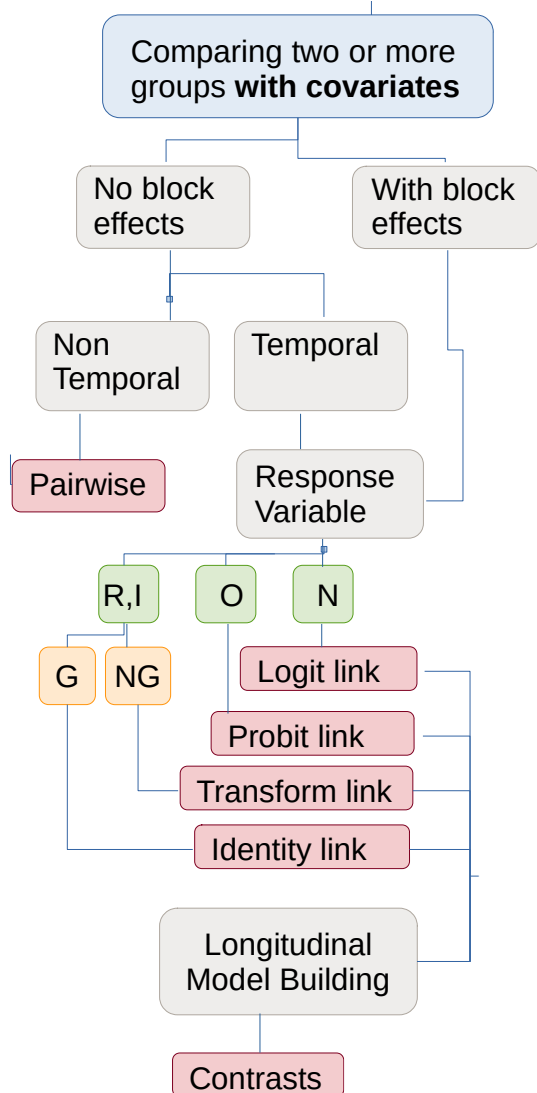 Comparing two or more
groups with covariates
No block
effects
With block
effects
Non
Temporal
Temporal
Pairwise
Response
Variable
R,I
O
N
G
NG
Logit link
Probit link
Transform link
Identity link
Longitudinal
Model Building
Contrasts